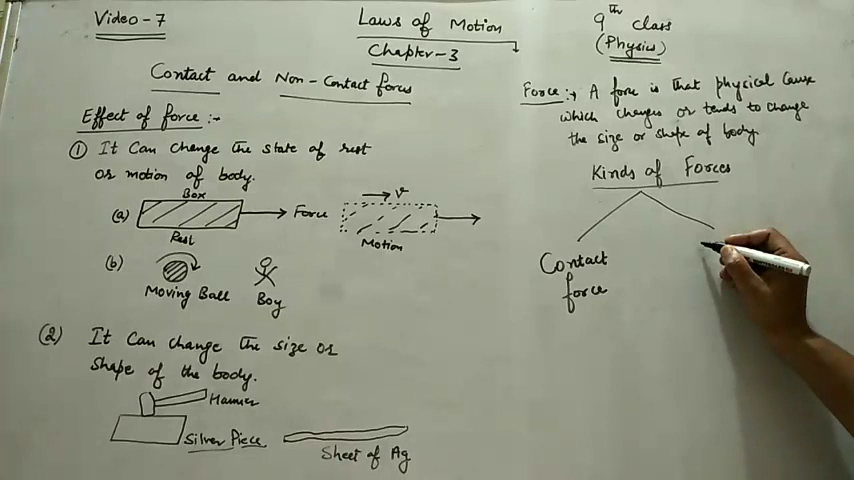 Video-7
Laws of Motion
Chapter-3
9th class
(Physics)
Contact and Non-Contact forces
Effect of force:-
① It Can change the state of rest
or motion of body.
(a) Box
Rest
Force
v
Motion
(b) Moving Ball
Boy
(2) It Can change the size or
shape of the body.
Hammer
Silver Piece
Sheet of Ag
Force:→ A force is that physical cause
which changes or tends to change
the size or shape of body
Kinds of Forces
Contact
force